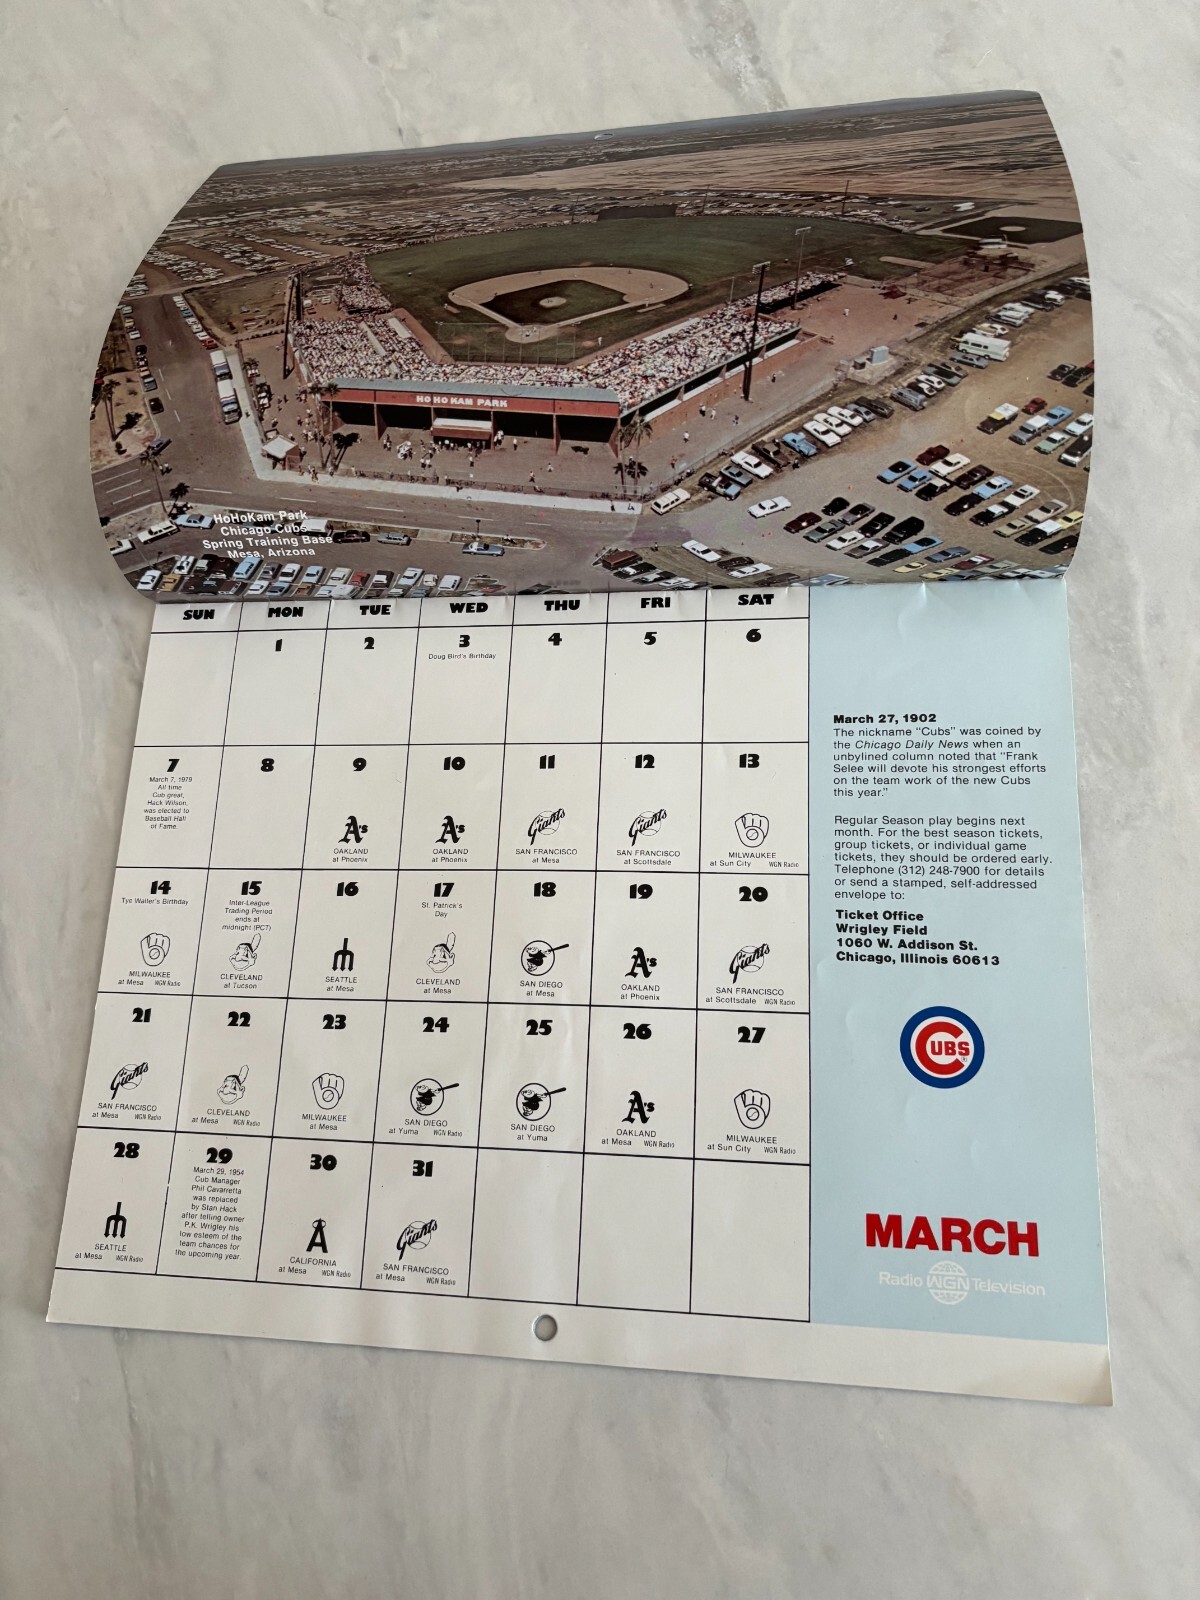 HO HO KAM PARK
HoHoKam Park
Chicago Cubs
Spring Training Base
Mesa, Arizona
SUN MON TUE WED THU FRI SAT
1 2 3 4 5 6
Doug Bird's Birthday
7 8 9 10 11 12 13
March 7, 1979
All time
Cub great,
Hack Wilson,
was elected to
Baseball Hall
of Fame.
A's
OAKLAND
at Phoenix
A's
OAKLAND
at Phoenix
Giants
SAN FRANCISCO
at Mesa
Giants
SAN FRANCISCO
at Scottsdale
MILWAUKEE
at Sun City WGN Radio
14 15 16 17 18 19 20
Tye Waller's Birthday
MILWAUKEE
at Mesa WGN Radio
Inter-League
Trading Period
ends at
midnight (PCT)
CLEVELAND
at Tucson
SEATTLE
at Mesa
St. Patrick's
Day
CLEVELAND
at Mesa
SAN DIEGO
at Mesa
A's
OAKLAND
at Phoenix
Giants
SAN FRANCISCO
at Scottsdale WGN Radio
21 22 23 24 25 26 27
Giants
SAN FRANCISCO
at Mesa WGN Radio
CLEVELAND
at Mesa WGN Radio
MILWAUKEE
at Mesa
SAN DIEGO
at Yuma WGN Radio
SAN DIEGO
at Yuma
A's
OAKLAND
at Mesa WGN Radio
MILWAUKEE
at Sun City WGN Radio
28 29 30 31
SEATTLE
at Mesa WGN Radio
March 29, 1954
Cub Manager
Phil Cavarretta
was replaced
by Stan Hack
after telling owner
P.K. Wrigley his
low esteem of the
team chances for
the upcoming year.
A
CALIFORNIA
at Mesa WGN Radio
Giants
SAN FRANCISCO
at Mesa WGN Radio
March 27, 1902
The nickname "Cubs" was coined by
the Chicago Daily News when an
unbylined column noted that "Frank
Selee will devote his strongest efforts
on the team work of the new Cubs
this year."
Regular Season play begins next
month. For the best season tickets,
group tickets, or individual game
tickets, they should be ordered early.
Telephone (312) 248-7900 for details
or send a stamped, self-addressed
envelope to:
Ticket Office
Wrigley Field
1060 W. Addison St.
Chicago, Illinois 60613
CUBS®
MARCH
Radio WGN Television